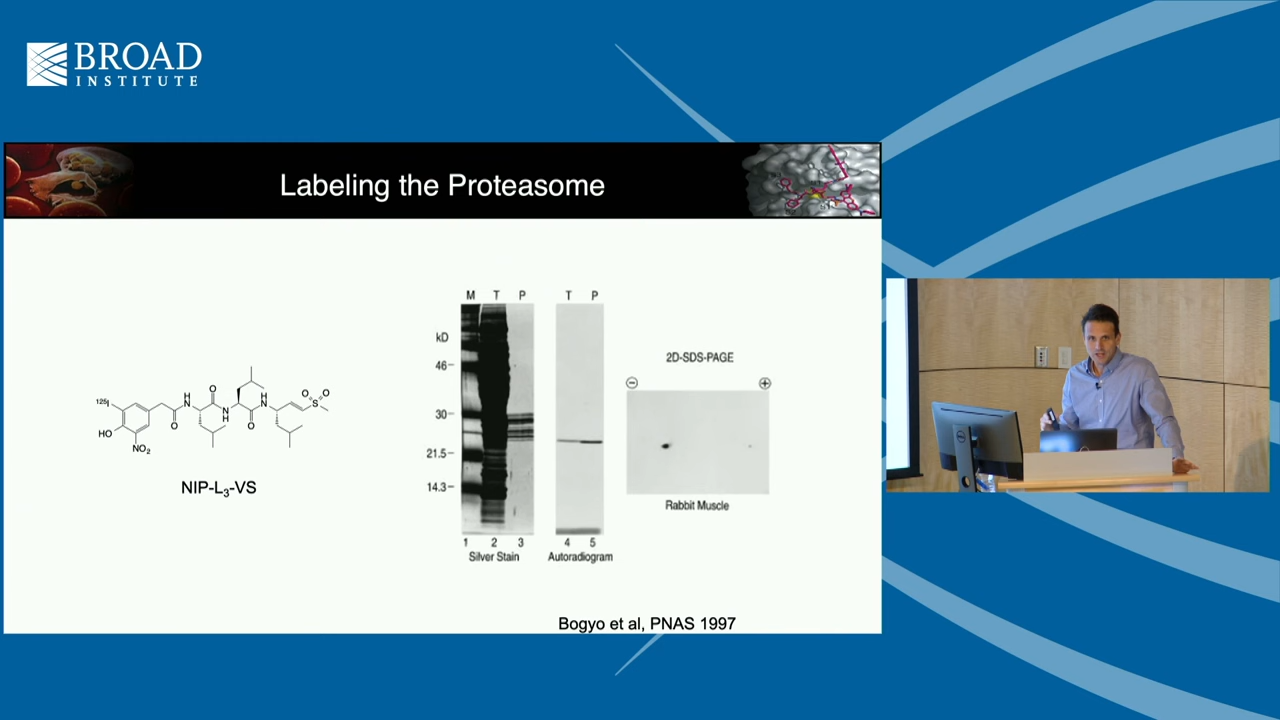 BROAD
INSTITUTE
Labeling the Proteasome
M T P T P
kD
46
30
21.5
14.3
1 2 3 4 5
Silver Stain Autoradiogram
2D-SDS-PAGE
− +
Rabbit Muscle
125I
HO
NO2
O
H
N
O
N
H
H
N
O
O O
S
NIP-L3-VS
Bogyo et al, PNAS 1997
DELL